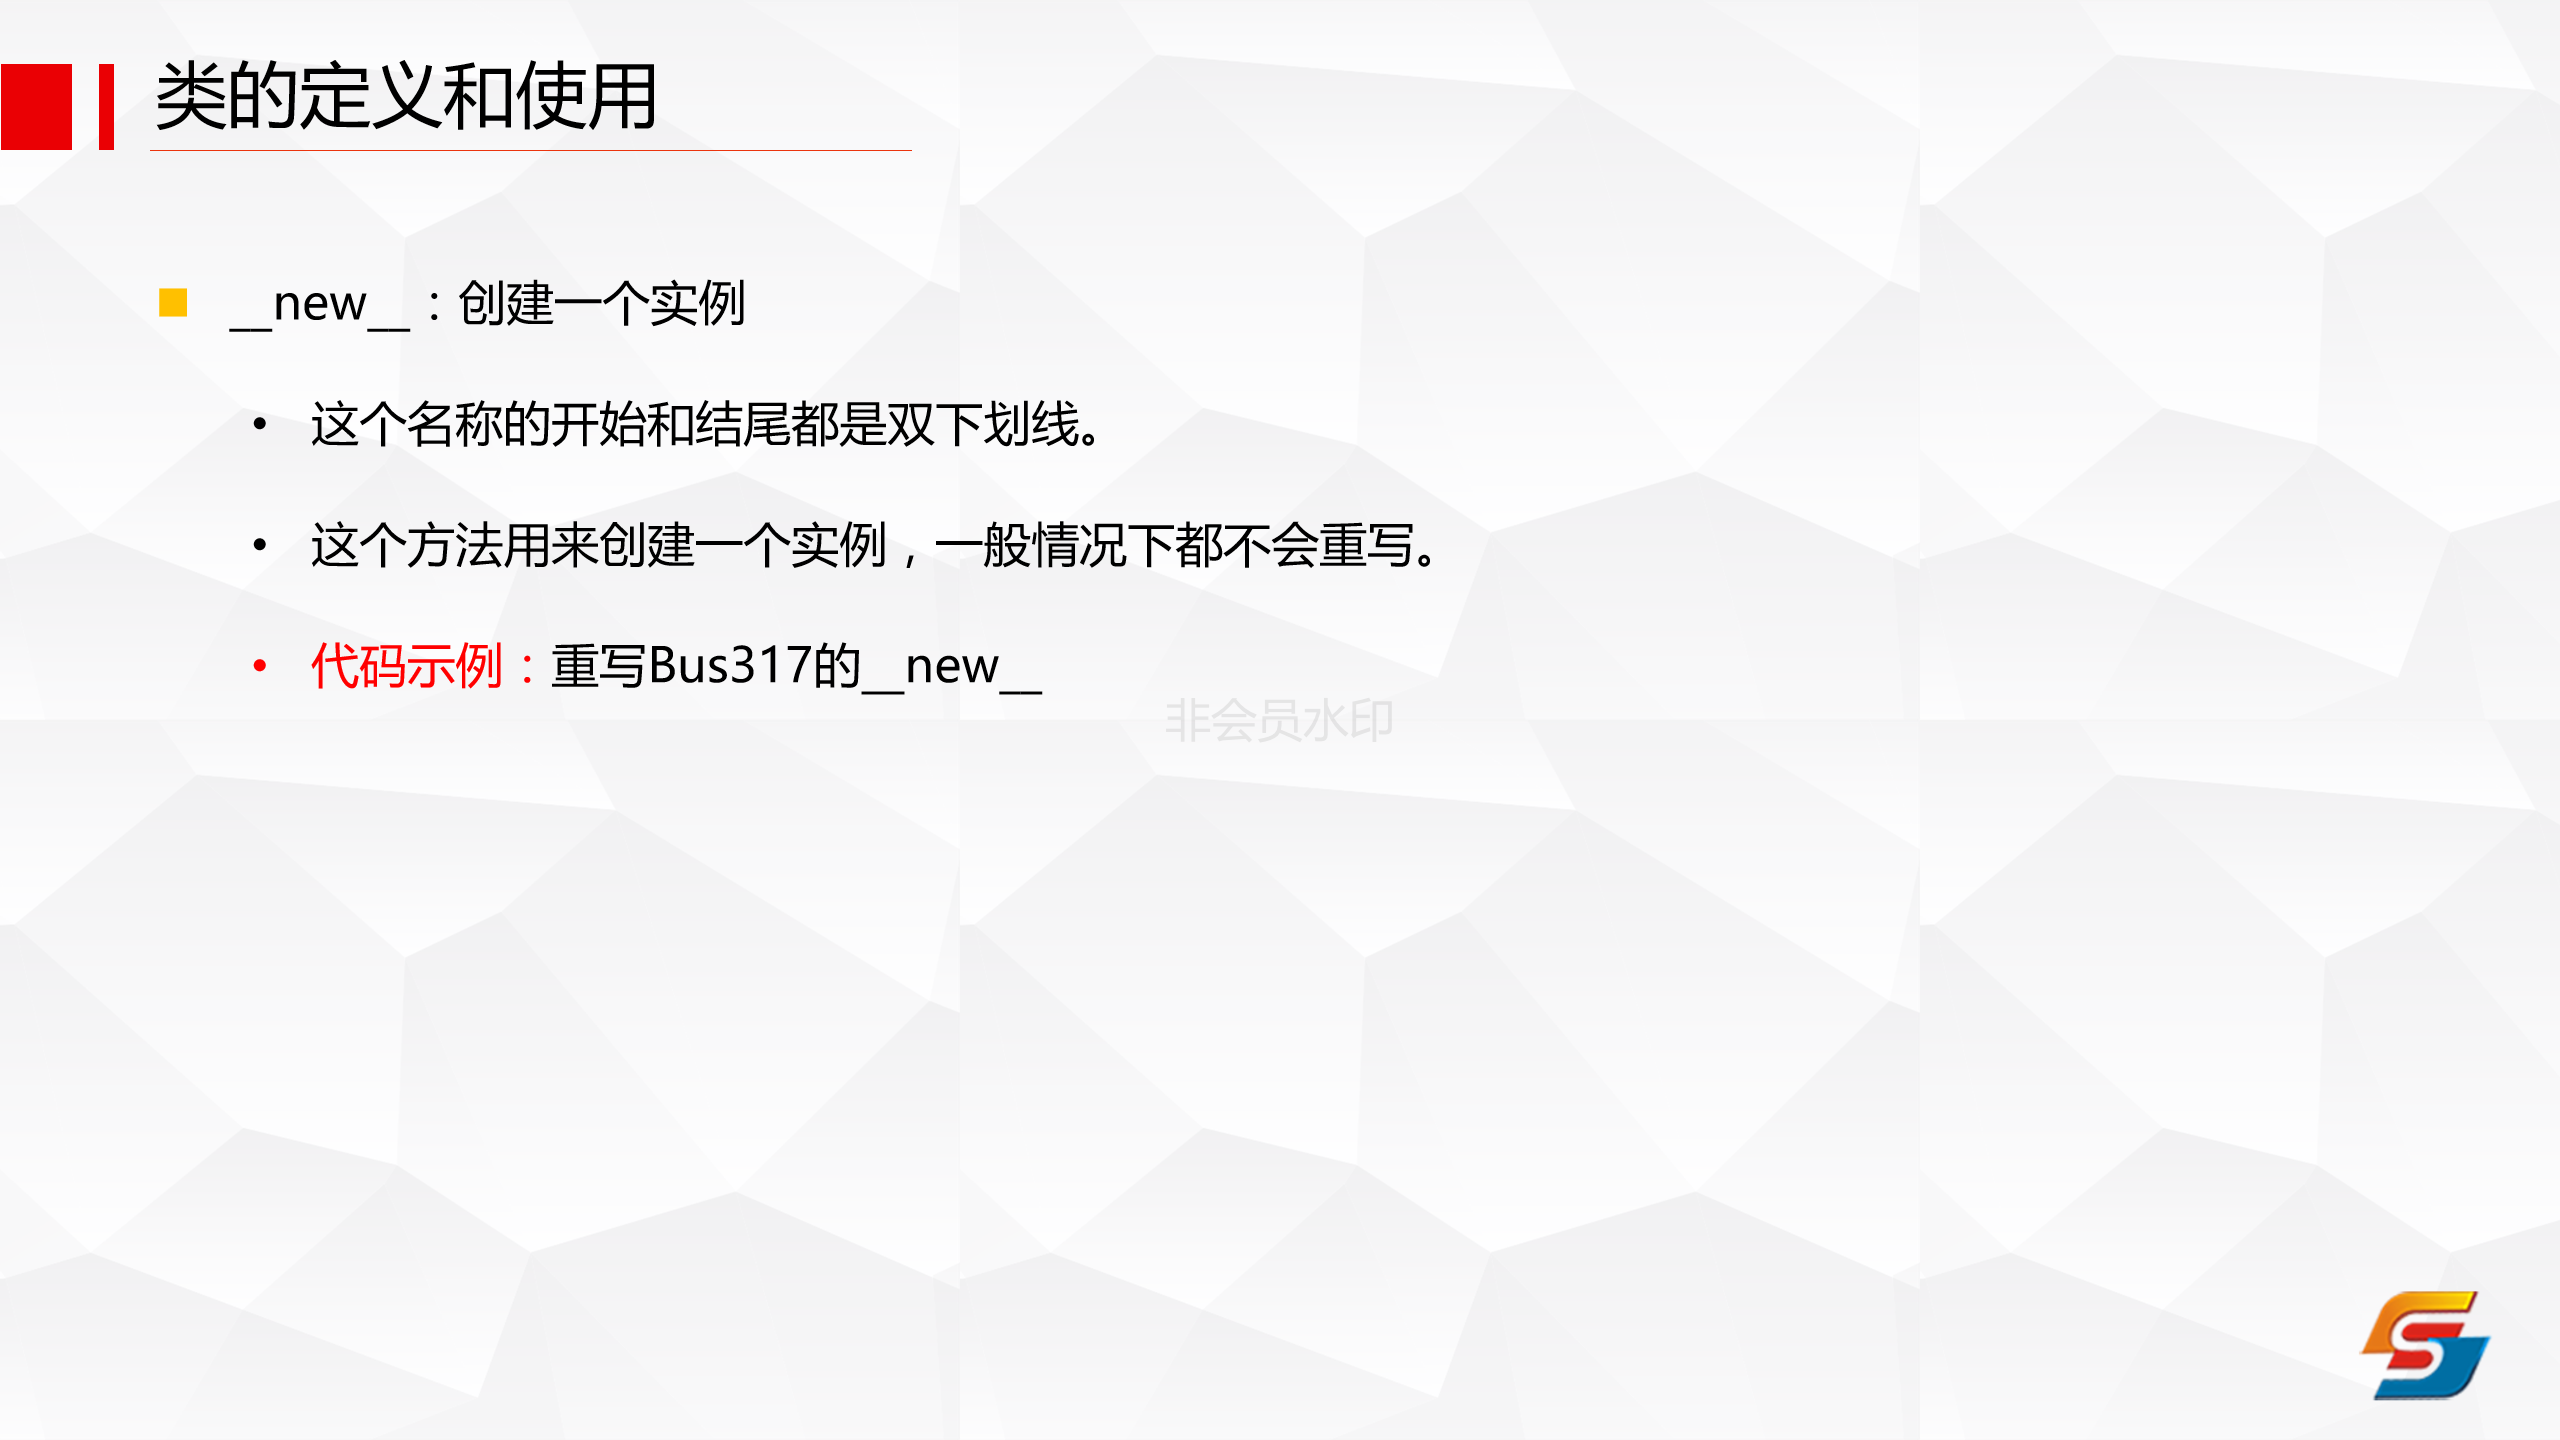 类的定义和使用
__new__：创建一个实例
• 这个名称的开始和结尾都是双下划线。
• 这个方法用来创建一个实例，一般情况下都不会重写。
• 代码示例：重写Bus317的__new__
非会员水印